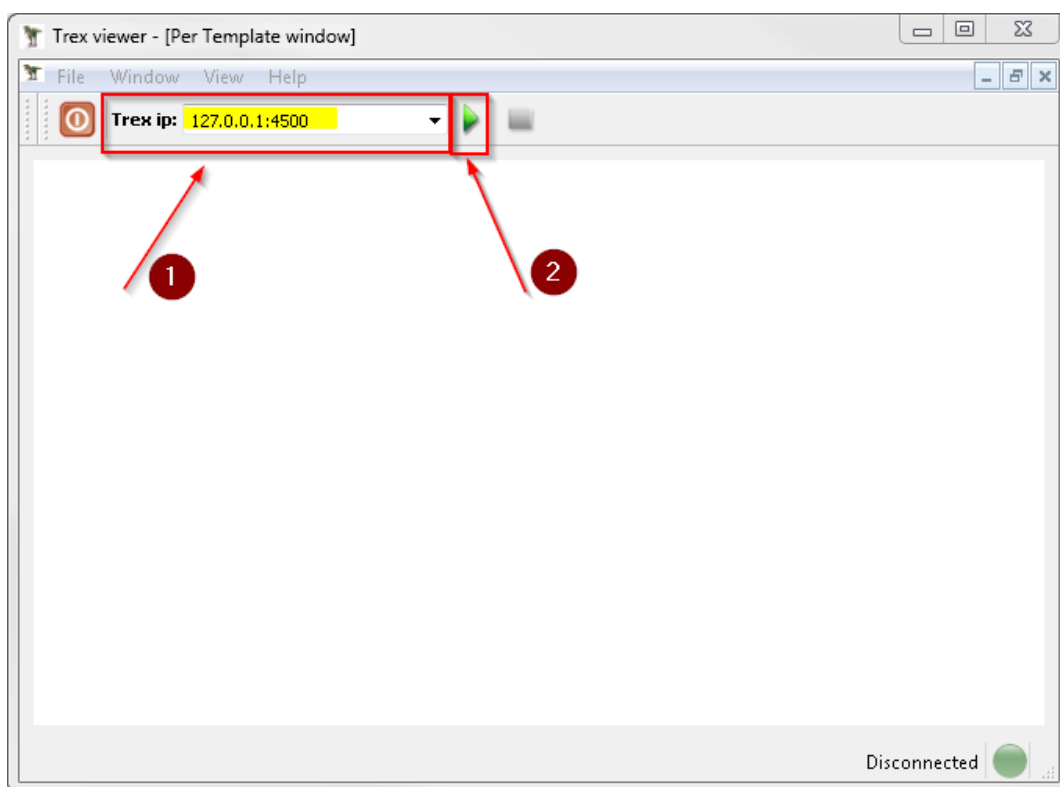 Trex viewer - [Per Template window]
File Window View Help
Trex ip: 127.0.0.1:4500
1
2
Disconnected